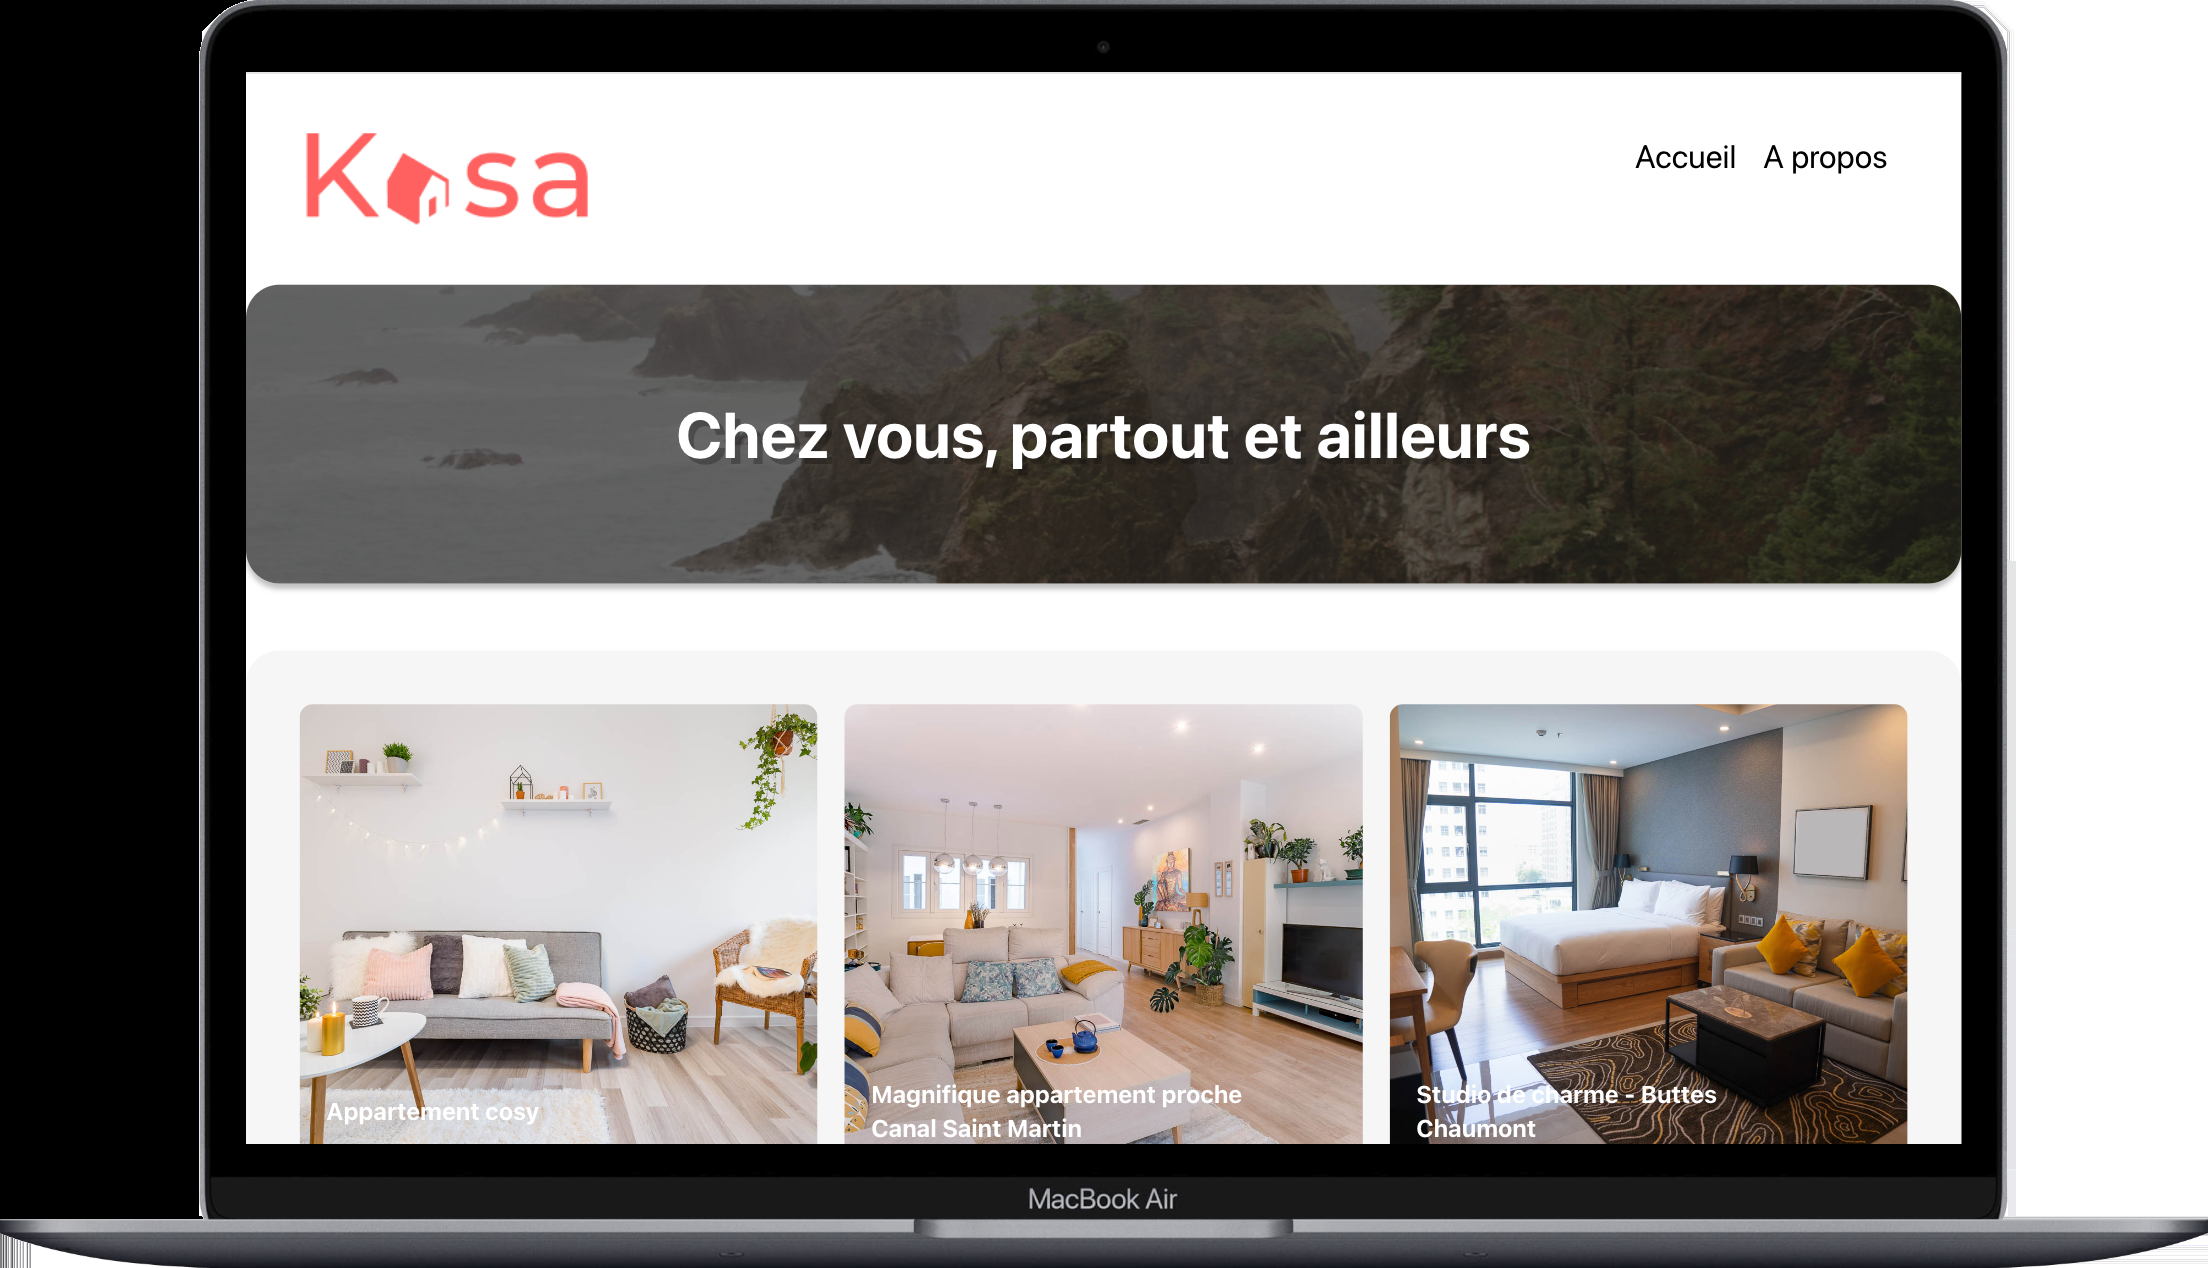 Kasa
Accueil A propos
Chez vous, partout et ailleurs
Appartement cosy
Magnifique appartement proche
Canal Saint Martin
Studio de charme - Buttes
Chaumont
MacBook Air